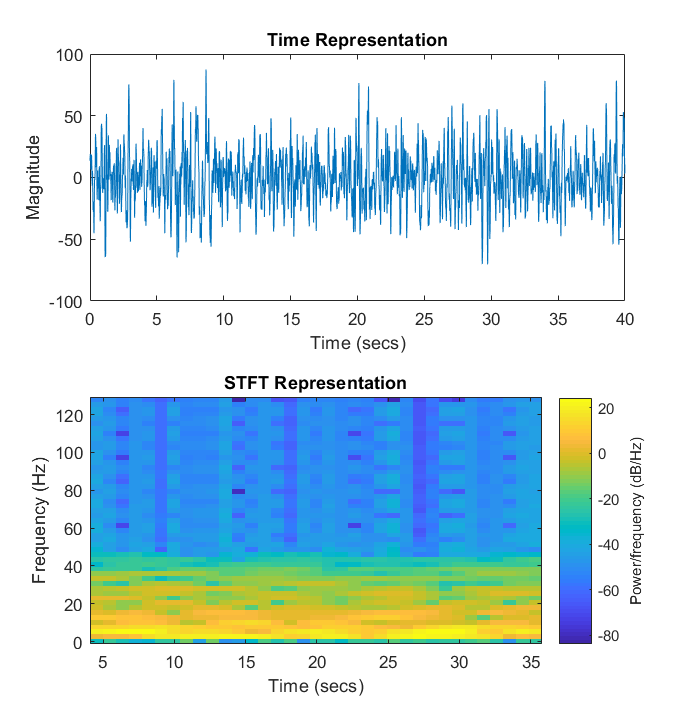 Time Representation
100
50
0
-50
-100
Magnitude
0 5 10 15 20 25 30 35 40
Time (secs)
STFT Representation
120
100
80
60
40
20
0
Frequency (Hz)
5 10 15 20 25 30 35
Time (secs)
20
0
-20
-40
-60
-80
Power/frequency (dB/Hz)